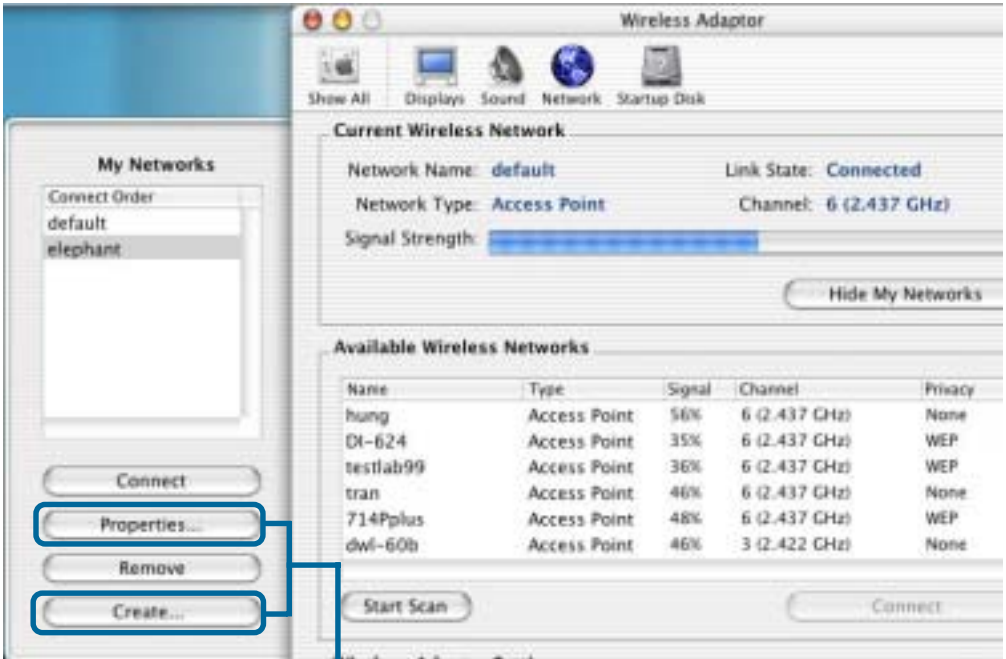 Wireless Adaptor
Show All Displays Sound Network Startup Disk
Current Wireless Network
Network Name: default Link State: Connected
Network Type: Access Point Channel: 6 (2.437 GHz)
Signal Strength:
Hide My Networks
My Networks
Connect Order
default
elephant
Connect
Properties...
Remove
Create...
Available Wireless Networks
Name Type Signal Channel Privacy
hung Access Point 56% 6 (2.437 GHz) None
DI-624 Access Point 35% 6 (2.437 GHz) WEP
testlab99 Access Point 36% 6 (2.437 GHz) WEP
tran Access Point 46% 6 (2.437 GHz) None
714Pplus Access Point 48% 6 (2.437 GHz) WEP
dwl-60b Access Point 46% 3 (2.422 GHz) None
Start Scan Connect